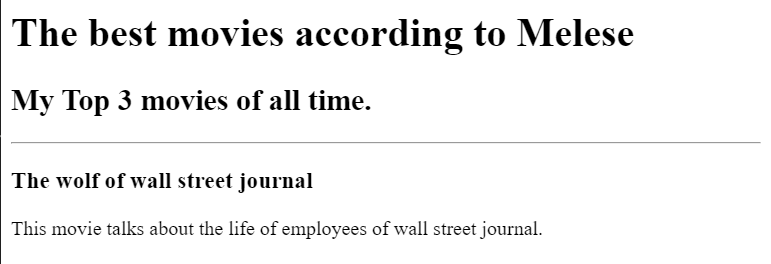 The best movies according to Melese
My Top 3 movies of all time.
The wolf of wall street journal
This movie talks about the life of employees of wall street journal.